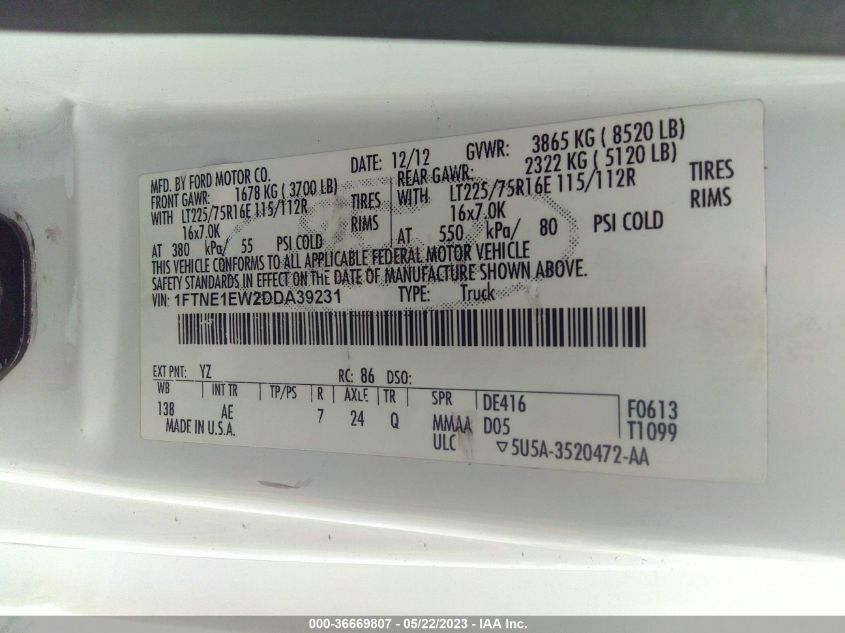 MFD. BY FORD MOTOR CO. DATE: 12/12 GVWR: 3865 KG ( 8520 LB)
FRONT GAWR: 1678 KG ( 3700 LB) REAR GAWR: 2322 KG ( 5120 LB)
WITH LT225/75R16E 115/112R TIRES WITH LT225/75R16E 115/112R TIRES
16x7.0K RIMS 16x7.0K RIMS
AT 380 kPa/ 55 PSI COLD AT 550 kPa/ 80 PSI COLD
THIS VEHICLE CONFORMS TO ALL APPLICABLE FEDERAL MOTOR VEHICLE
SAFETY STANDARDS IN EFFECT ON THE DATE OF MANUFACTURE SHOWN ABOVE.
VIN: 1FTNE1EW2DDA39231 TYPE: Truck
EXT PNT: YZ RC: 86 DSO:
WB INT TR TP/PS R AXLE TR SPR DE416 F0613
138 AE 7 24 Q MMAA D05 T1099
MADE IN U.S.A. ULC ▽5U5A-3520472-AA
000-36669807 - 05/22/2023 - IAA Inc.